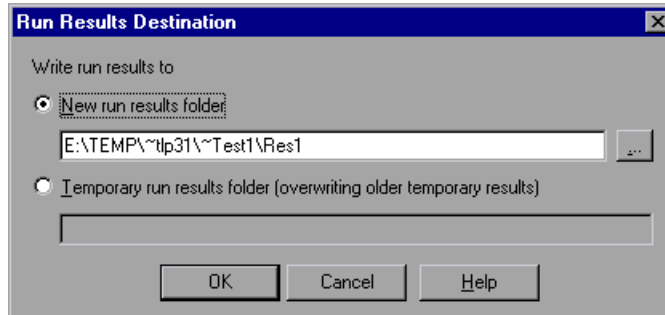 Run Results Destination
Write run results to
New run results folder
E:\TEMP\~tlp31\~Test1\Res1
...
Temporary run results folder (overwriting older temporary results)
OK Cancel Help